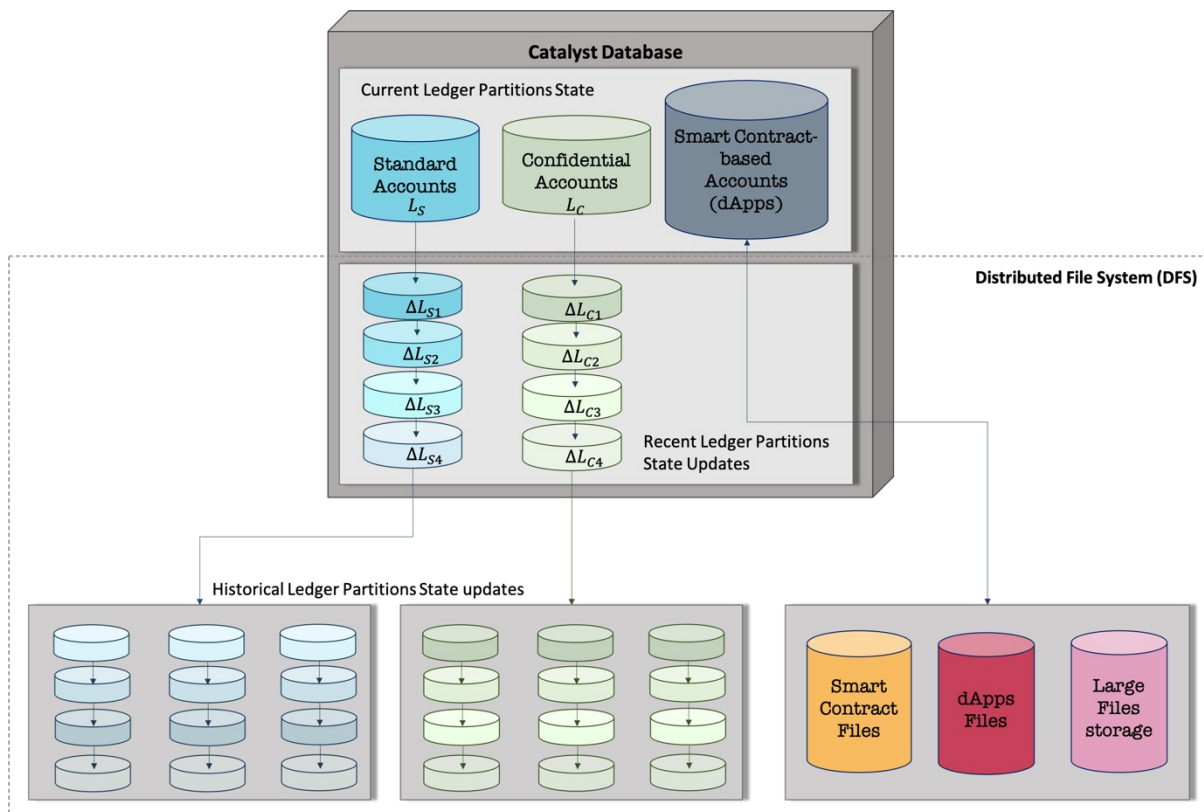 Catalyst Database
Current Ledger Partitions State
Standard
Accounts
L_S
Confidential
Accounts
L_C
Smart Contract-
based
Accounts
(dApps)
Distributed File System (DFS)
ΔL_S1
ΔL_S2
ΔL_S3
ΔL_S4
ΔL_C1
ΔL_C2
ΔL_C3
ΔL_C4
Recent Ledger Partitions
State Updates
Historical Ledger Partitions State updates
Smart
Contract
Files
dApps
Files
Large
Files
storage